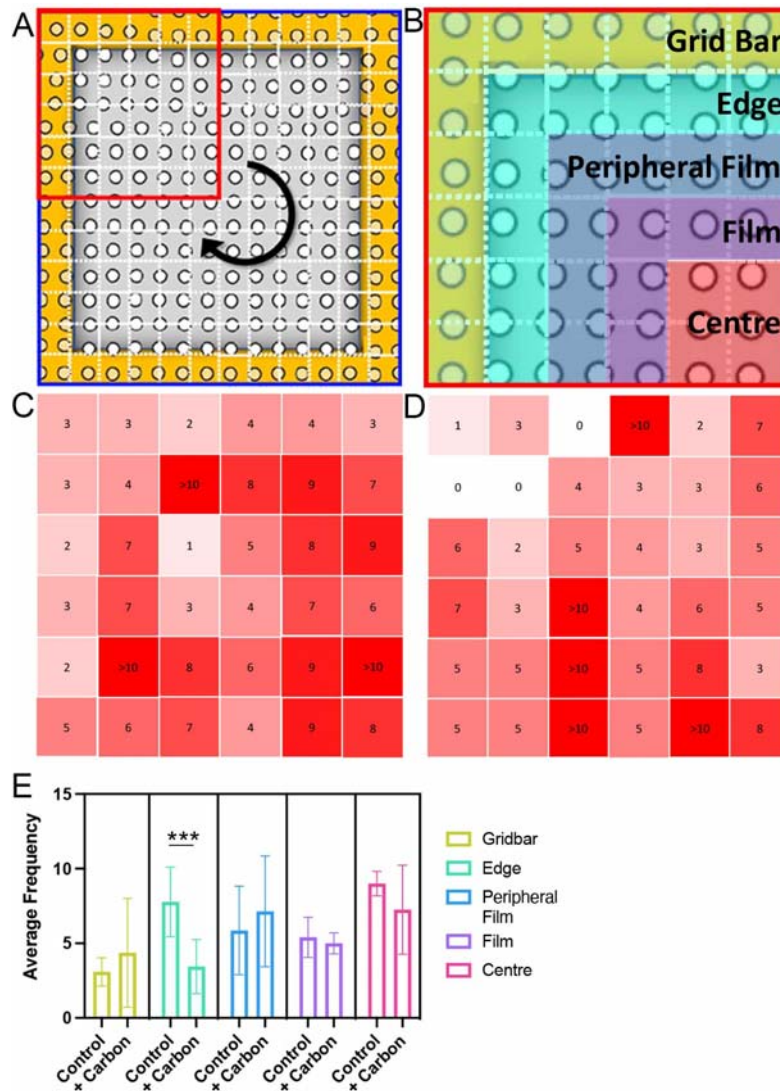 A
B
Grid Bar
Edge
Peripheral Film
Film
Centre
C
3 3 2 4 4 3
3 4 >10 8 9 7
2 7 1 5 8 9
3 7 3 4 7 6
2 >10 8 6 9 >10
5 6 7 4 9 8
D
1 3 0 >10 2 7
0 0 4 3 3 6
6 2 5 4 3 5
7 3 >10 4 6 5
5 5 >10 5 8 3
5 5 >10 5 >10 8
E
Average Frequency
15
10
5
0
***
Control
+ Carbon
Control
+ Carbon
Control
+ Carbon
Control
+ Carbon
Control
+ Carbon
Gridbar
Edge
Peripheral
Film
Film
Centre